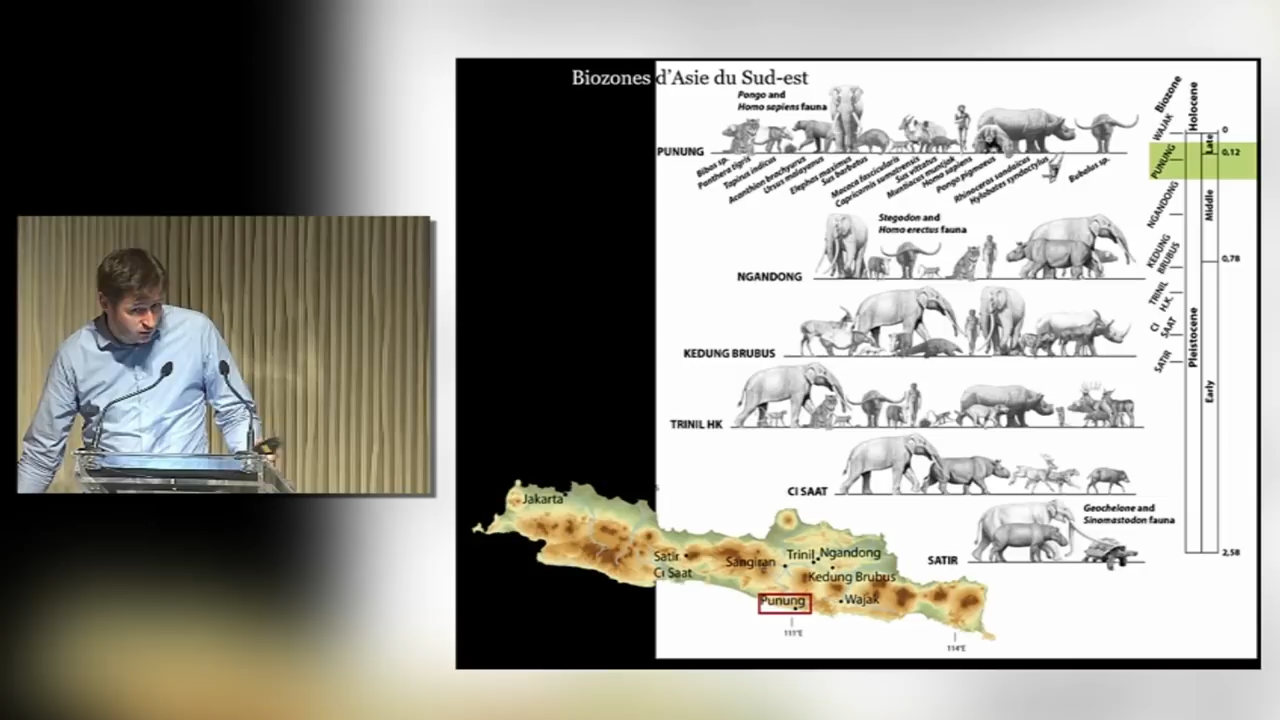 Biozones d'Asie du Sud-est
Pongo and
Homo sapiens fauna
PUNUNG
Bibos sp.
Panthera tigris
Tapirus indicus
Acanthion brachyurus
Ursus malayanus
Elephas maximus
Sus barbatus
Macaca fascicularis
Capricornis sumatrensis
Sus vittatus
Muntiacus muntjak
Homo sapiens
Pongo pigmaeus
Rhinoceros sondaicus
Hylobates syndactylus
Bubalus sp.
Stegodon and
Homo erectus fauna
NGANDONG
KEDUNG BRUBUS
TRINIL HK
CI SAAT
Geochelone and
Sinomastodon fauna
SATIR
Biozone
WAJAK
PUNUNG
NGANDONG
KEDUNG
BRUBUS
TRINIL
H.K.
CI
SAAT
SATIR
Holocene
Pleistocene
Late
Middle
Early
0
0,12
0,78
2,58
Jakarta
Satir
Ci Saat
Sangiran
Trinil
Ngandong
Kedung Brubus
Punung
Wajak
111°E
114°E